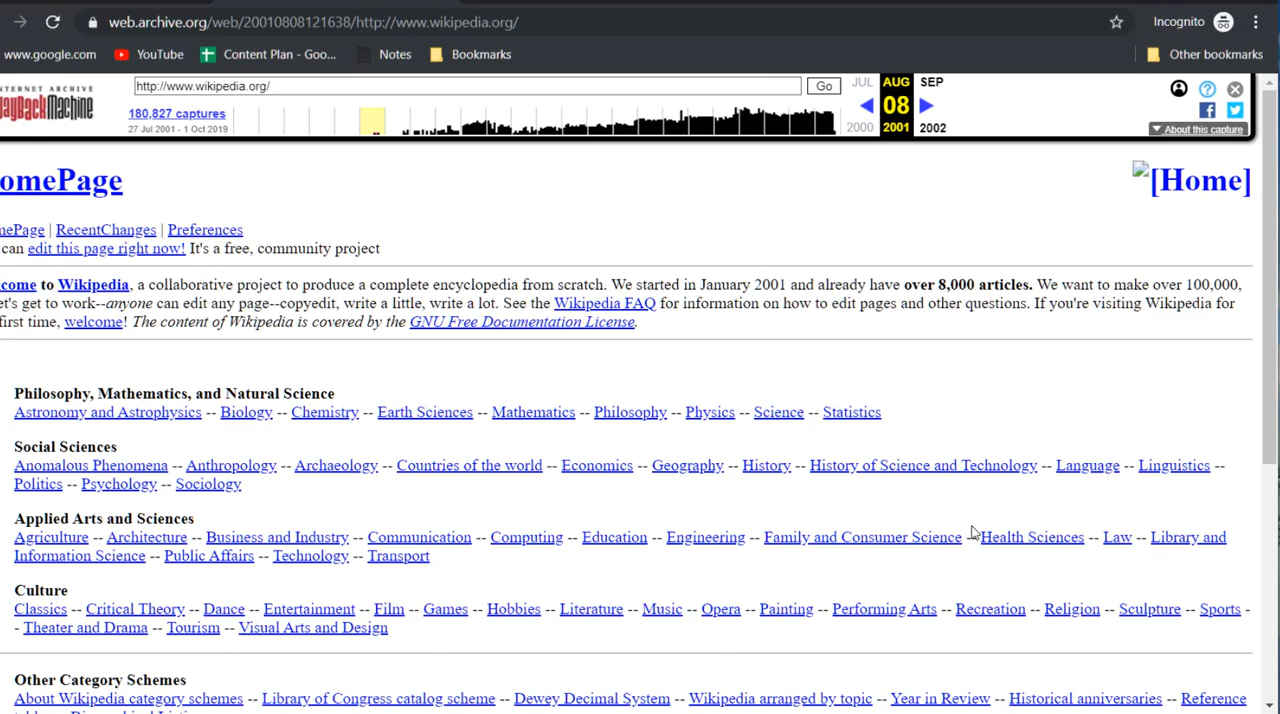 web.archive.org/web/20010808121638/http://www.wikipedia.org/
Incognito
www.google.com YouTube Content Plan - Goo... Notes Bookmarks Other bookmarks
http://www.wikipedia.org/ Go JUL AUG SEP
180,827 captures 08
27 Jul 2001 - 1 Oct 2019 2000 2001 2002 About this capture
omePage [Home]
mePage | RecentChanges | Preferences
can edit this page right now! It's a free, community project
come to Wikipedia, a collaborative project to produce a complete encyclopedia from scratch. We started in January 2001 and already have over 8,000 articles. We want to make over 100,000,
et's get to work--anyone can edit any page--copyedit, write a little, write a lot. See the Wikipedia FAQ for information on how to edit pages and other questions. If you're visiting Wikipedia for
first time, welcome! The content of Wikipedia is covered by the GNU Free Documentation License.
Philosophy, Mathematics, and Natural Science
Astronomy and Astrophysics -- Biology -- Chemistry -- Earth Sciences -- Mathematics -- Philosophy -- Physics -- Science -- Statistics
Social Sciences
Anomalous Phenomena -- Anthropology -- Archaeology -- Countries of the world -- Economics -- Geography -- History -- History of Science and Technology -- Language -- Linguistics --
Politics -- Psychology -- Sociology
Applied Arts and Sciences
Agriculture -- Architecture -- Business and Industry -- Communication -- Computing -- Education -- Engineering -- Family and Consumer Science -- Health Sciences -- Law -- Library and
Information Science -- Public Affairs -- Technology -- Transport
Culture
Classics -- Critical Theory -- Dance -- Entertainment -- Film -- Games -- Hobbies -- Literature -- Music -- Opera -- Painting -- Performing Arts -- Recreation -- Religion -- Sculpture -- Sports -
- Theater and Drama -- Tourism -- Visual Arts and Design
Other Category Schemes
About Wikipedia category schemes -- Library of Congress catalog scheme -- Dewey Decimal System -- Wikipedia arranged by topic -- Year in Review -- Historical anniversaries -- Reference